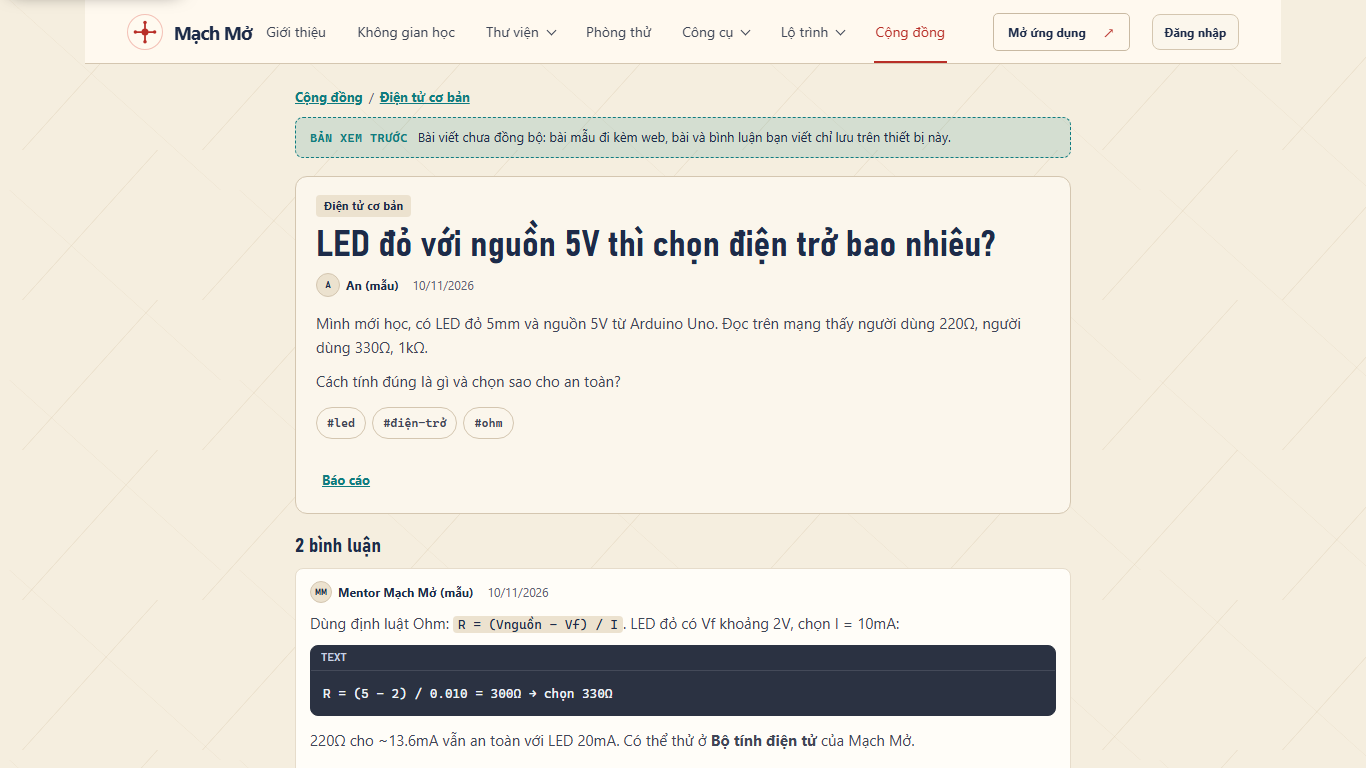 Mạch Mở
Giới thiệu
Không gian học
Thư viện
Phòng thử
Công cụ
Lộ trình
Cộng đồng
Mở ứng dụng ↗
Đăng nhập
Cộng đồng / Điện tử cơ bản
BẢN XEM TRƯỚC Bài viết chưa đồng bộ: bài mẫu đi kèm web, bài và bình luận bạn viết chỉ lưu trên thiết bị này.
Điện tử cơ bản
LED đỏ với nguồn 5V thì chọn điện trở bao nhiêu?
A An (mẫu) 10/11/2026
Mình mới học, có LED đỏ 5mm và nguồn 5V từ Arduino Uno. Đọc trên mạng thấy người dùng 220Ω, người
dùng 330Ω, 1kΩ.
Cách tính đúng là gì và chọn sao cho an toàn?
#led #điện-trở #ohm
Báo cáo
2 bình luận
MM Mentor Mạch Mở (mẫu) 10/11/2026
Dùng định luật Ohm: R = (Vnguồn - Vf) / I. LED đỏ có Vf khoảng 2V, chọn I = 10mA:
TEXT
R = (5 - 2) / 0.010 = 300Ω → chọn 330Ω
220Ω cho ~13.6mA vẫn an toàn với LED 20mA. Có thể thử ở Bộ tính điện tử của Mạch Mở.